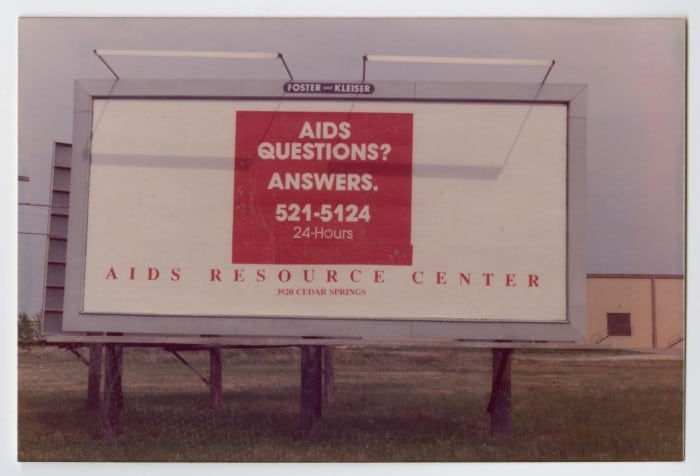 FOSTER and KLEISER
AIDS
QUESTIONS?
ANSWERS.
521-5124
24-Hours
AIDS RESOURCE CENTER
3920 CEDAR SPRINGS